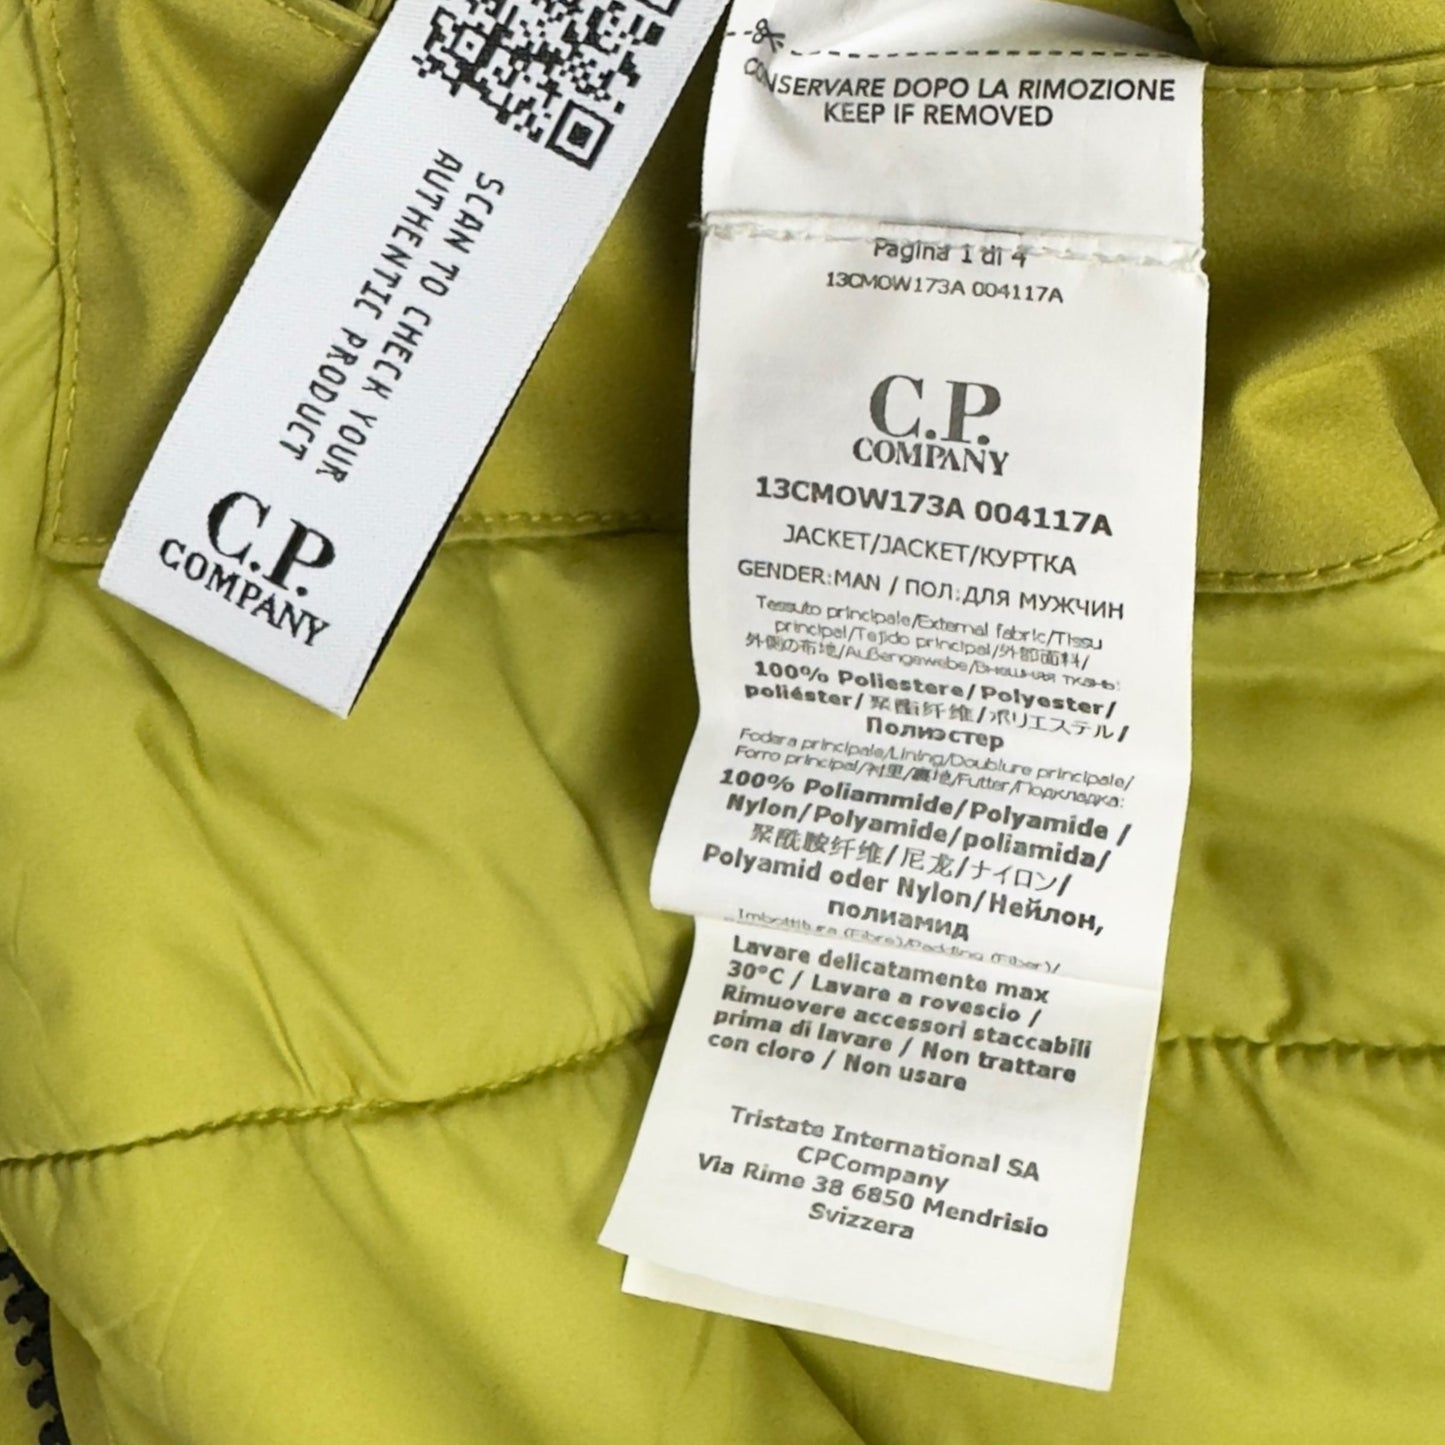 SCAN TO CHECK YOUR
AUTHENTIC PRODUCT
C.P.
COMPANY
CONSERVARE DOPO LA RIMOZIONE
KEEP IF REMOVED
Pagina 1 di 4
13CMOW173A 004117A
C.P.
COMPANY
13CMOW173A 004117A
JACKET/JACKET/КУРТКА
GENDER:MAN / ПОЛ:ДЛЯ МУЖЧИН
Tessuto principale/External fabric/Tissu
principal/Tejido principal/外部面料/
外側の布地/Außengewebe/Внешняя ткань:
100% Poliestere/Polyester/
poliéster/聚酯纤维/ポリエステル/
Полиэстер
Fodera principale/Lining/Doublure principale/
Forro principal/衬里/裏地/Futter/Подкладка:
100% Poliammide/Polyamide /
Nylon/Polyamide/poliamida/
聚酰胺纤维/尼龙/ナイロン/
Polyamid oder Nylon/Нейлон,
полиамид
Imbottitura (Fibre)/Padding (Fiber)/
Lavare delicatamente max
30°C / Lavare a rovescio /
Rimuovere accessori staccabili
prima di lavare / Non trattare
con cloro / Non usare
Tristate International SA
CPCompany
Via Rime 38 6850 Mendrisio
Svizzera